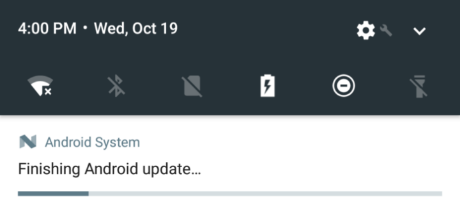 4:00 PM • Wed, Oct 19
Android System
Finishing Android update…